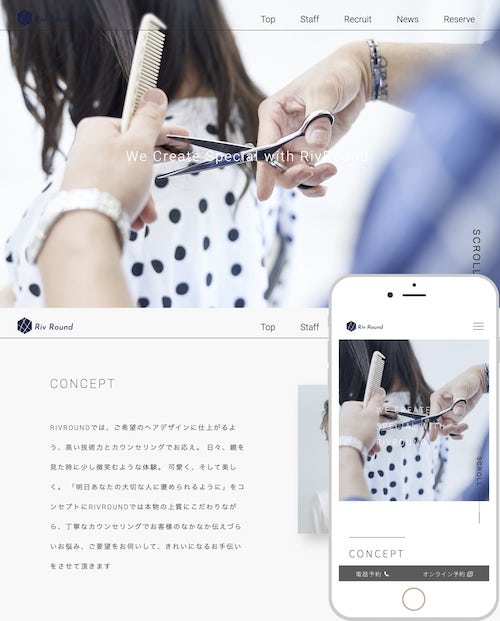 Riv Round
Top Staff Recruit News Reserve
We Create Special with RivRound
SCROLL
Riv Round
Top Staff
CONCEPT
RIVROUNDでは、ご希望のヘアデザインに仕上がるよ
う、高い技術力とカウンセリングでお応え。 日々、鏡を
見た時に少し微笑むような体験。 可愛く、そして美し
く。 「明日あなたの大切な人に褒められるように」をコ
ンセプトにRIVROUNDでは本物の上質にこだわりなが
ら、丁寧なカウンセリングでお客様のなかなか伝えづら
いお悩み、ご要望をお伺いして、きれいになるお手伝い
をさせて頂きます
Riv Round
WE CREATE
SPECIAL WITH
SCROLL
CONCEPT
電話予約 オンライン予約